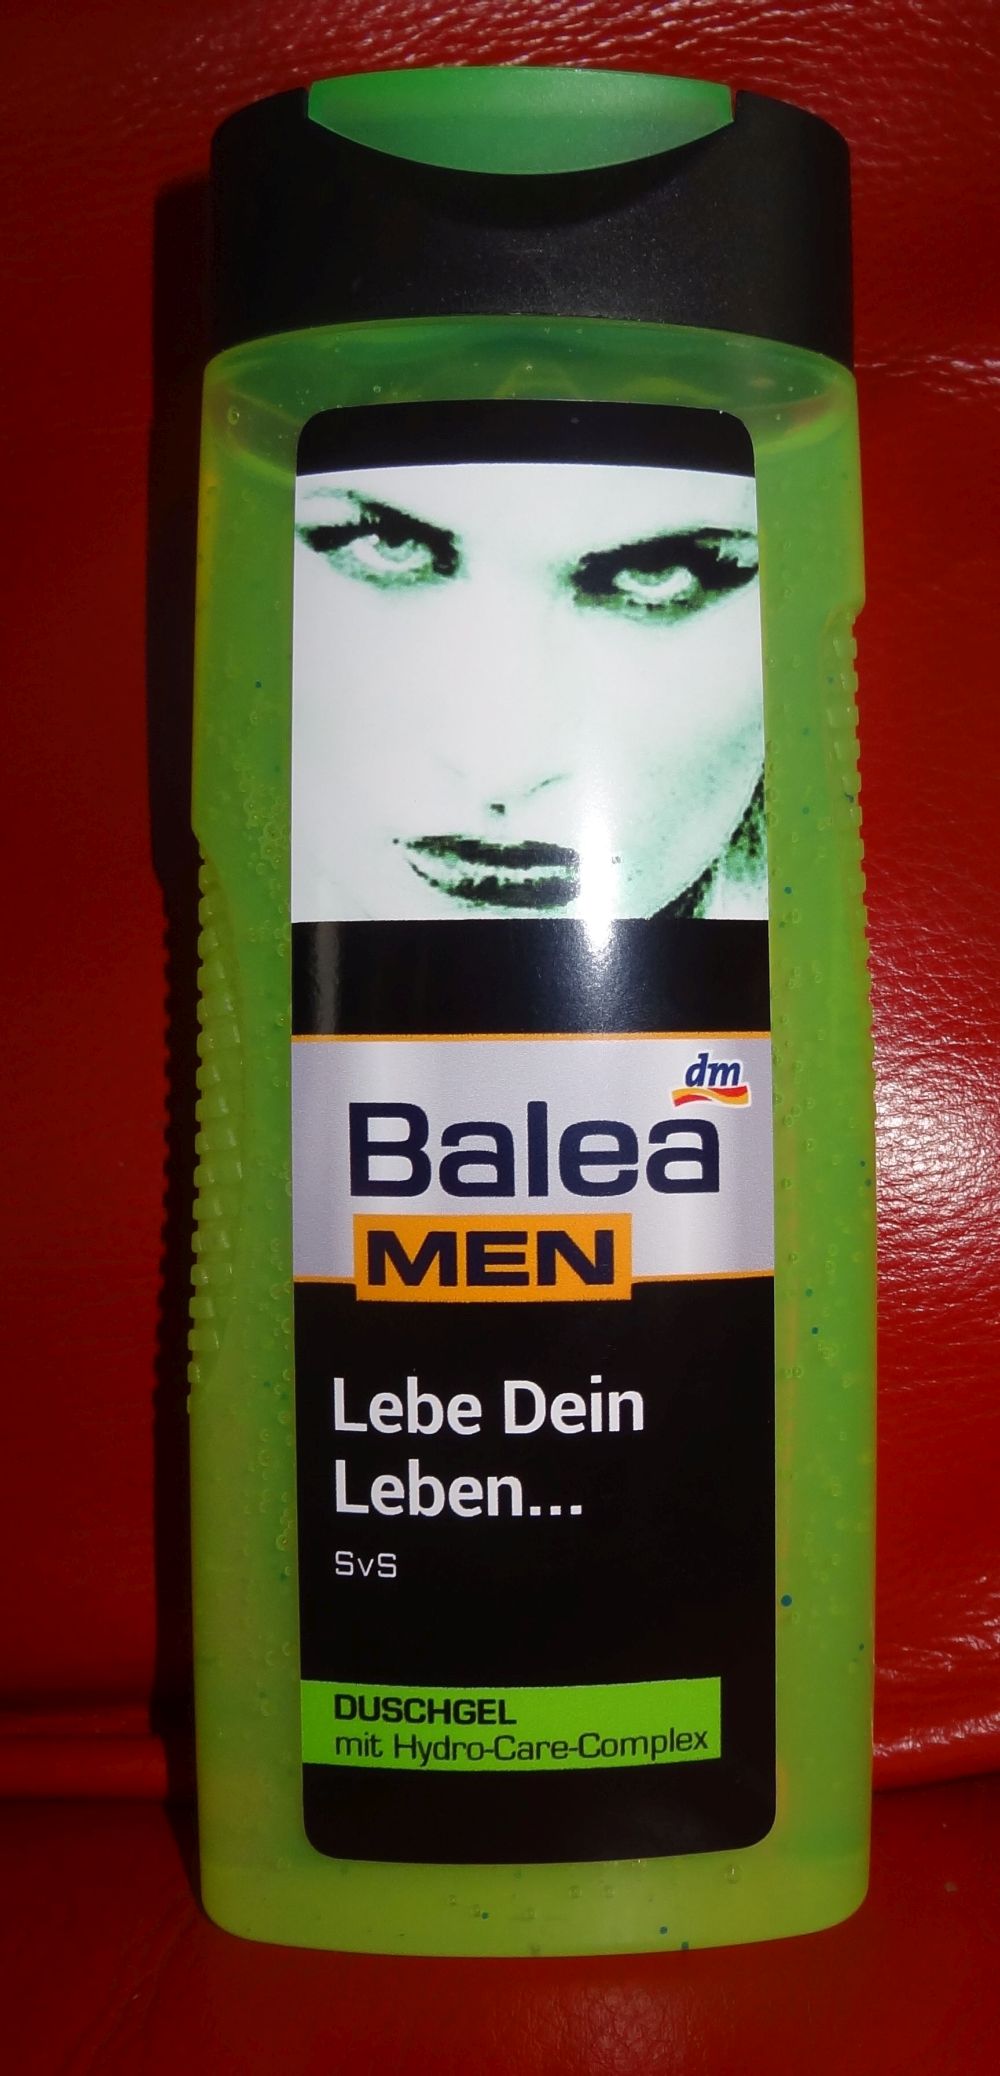 dm
Balea
MEN
Lebe Dein
Leben...
SvS
DUSCHGEL
mit Hydro-Care-Complex